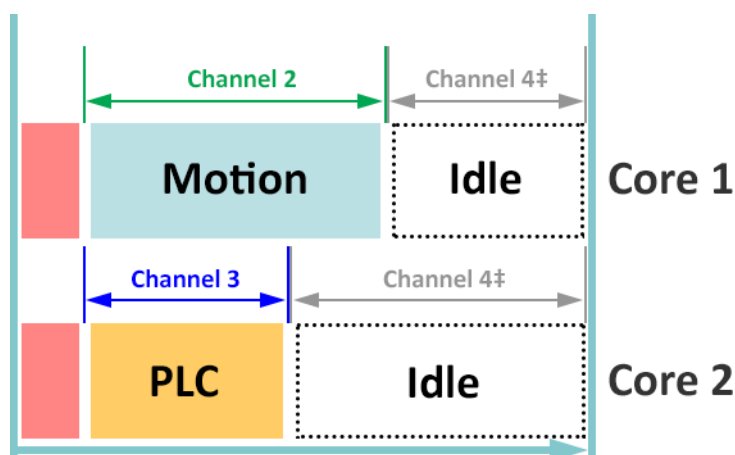 Channel 2 Channel 4‡
Motion Idle Core 1
Channel 3 Channel 4‡
PLC Idle Core 2